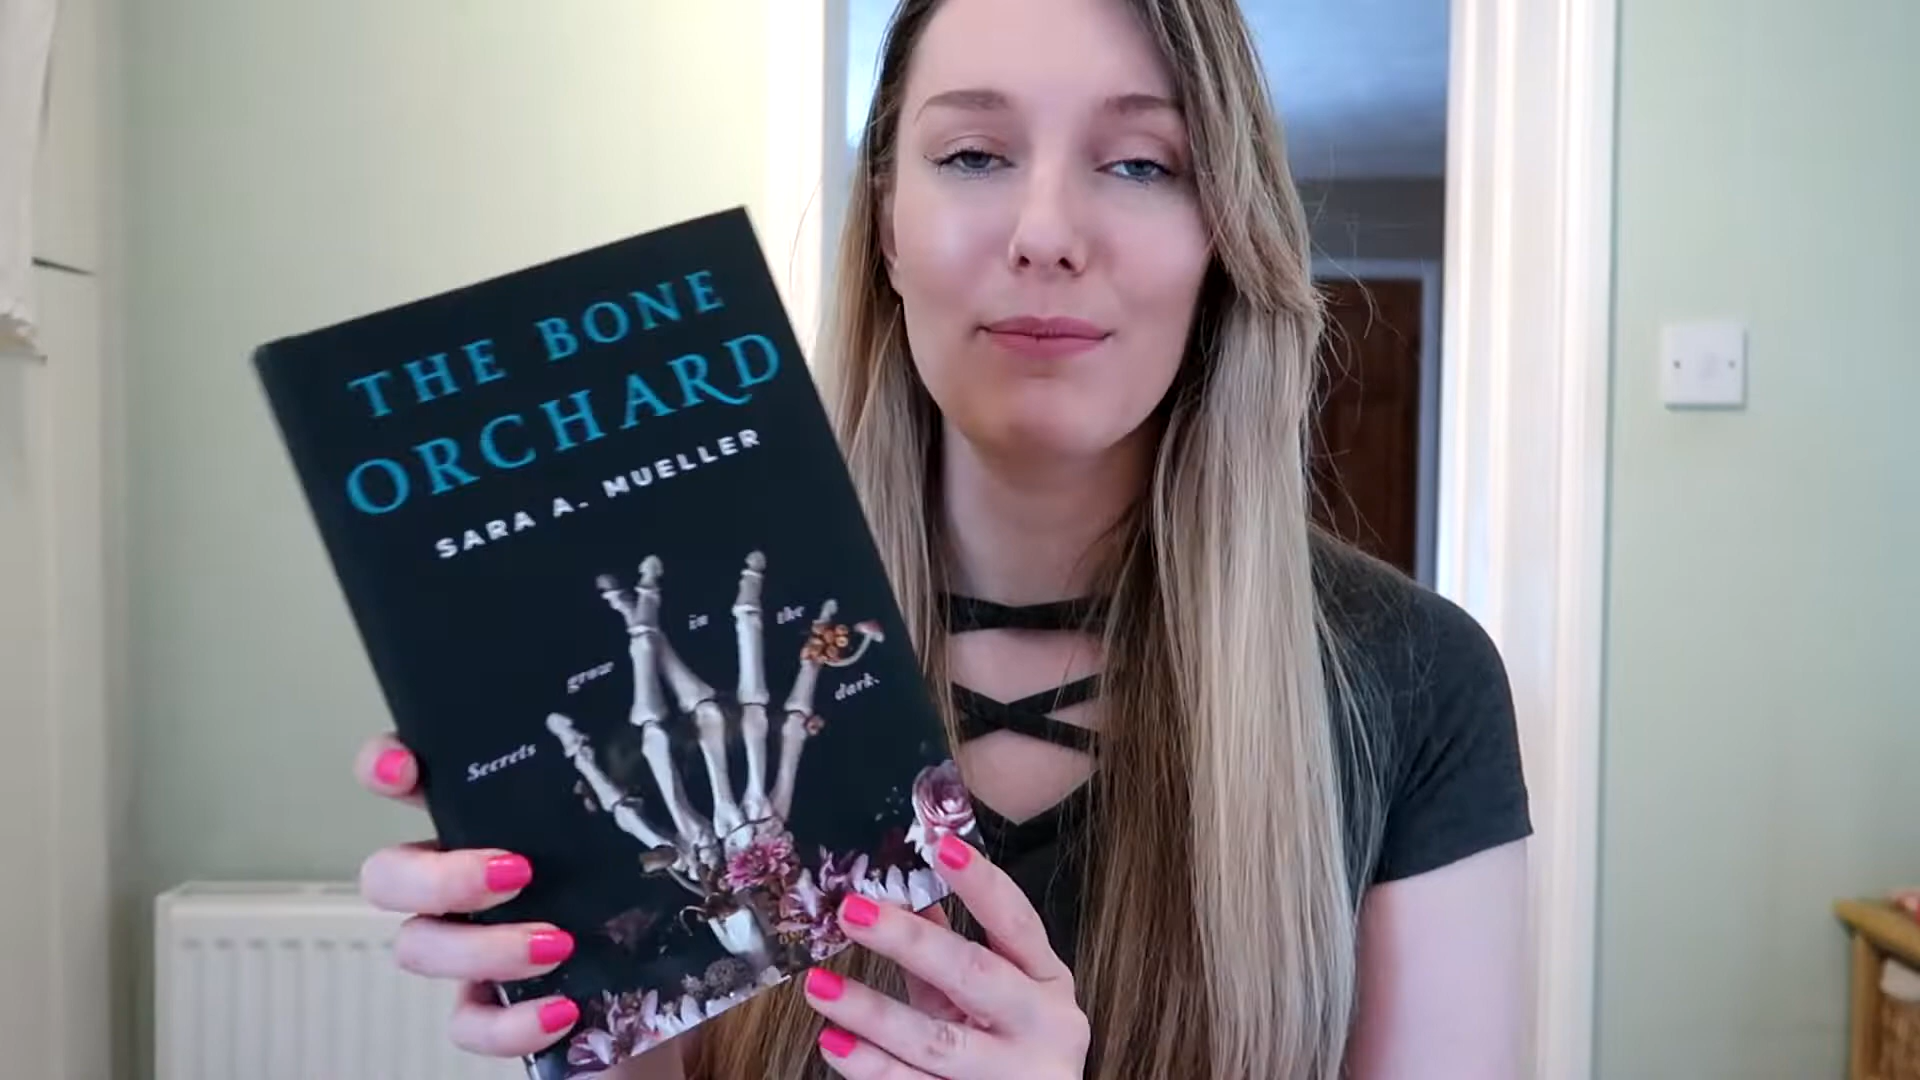 THE BONE
ORCHARD
SARA A. MUELLER
Secrets
grow
in
the
dark.